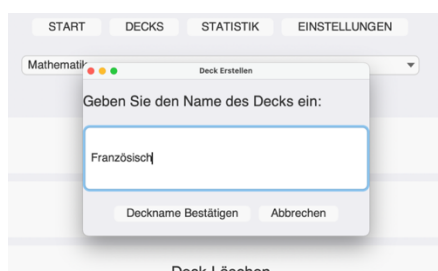 START DECKS STATISTIK EINSTELLUNGEN
Mathematik
Deck Erstellen
Geben Sie den Name des Decks ein:
Französisch
Deckname Bestätigen Abbrechen
Deck Löschen